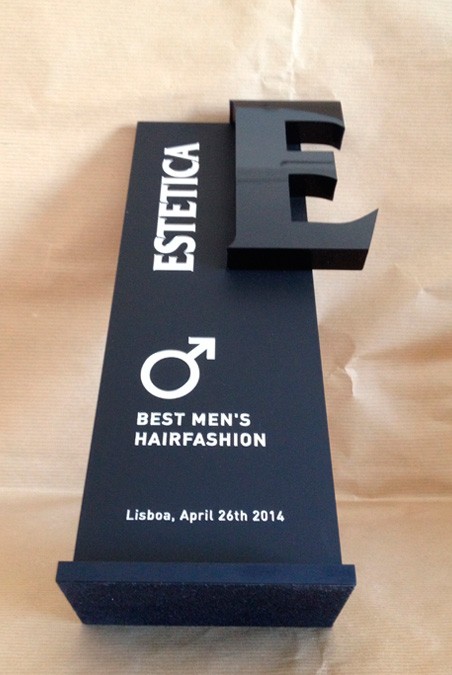 E
ESTETICA
BEST MEN'S
HAIRFASHION
Lisboa, April 26th 2014